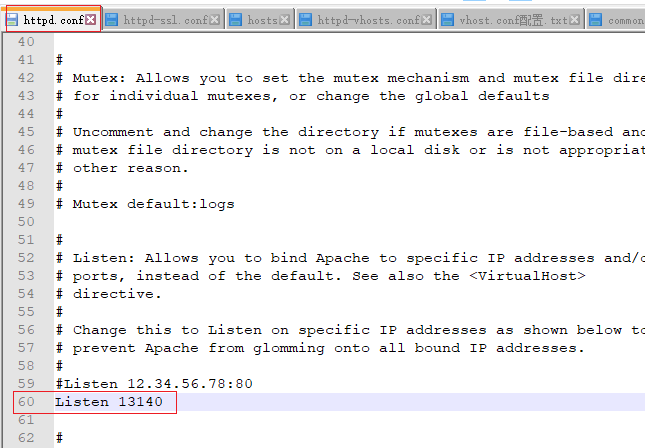 httpd.conf httpd-ssl.conf hosts httpd-vhosts.conf vhost.conf配置.txt common
40
41 #
42 # Mutex: Allows you to set the mutex mechanism and mutex file dire
43 # for individual mutexes, or change the global defaults
44 #
45 # Uncomment and change the directory if mutexes are file-based and
46 # mutex file directory is not on a local disk or is not appropriat
47 # other reason.
48 #
49 # Mutex default:logs
50
51 #
52 # Listen: Allows you to bind Apache to specific IP addresses and/o
53 # ports, instead of the default. See also the <VirtualHost>
54 # directive.
55 #
56 # Change this to Listen on specific IP addresses as shown below to
57 # prevent Apache from glomming onto all bound IP addresses.
58 #
59 #Listen 12.34.56.78:80
60 Listen 13140
61
62 #